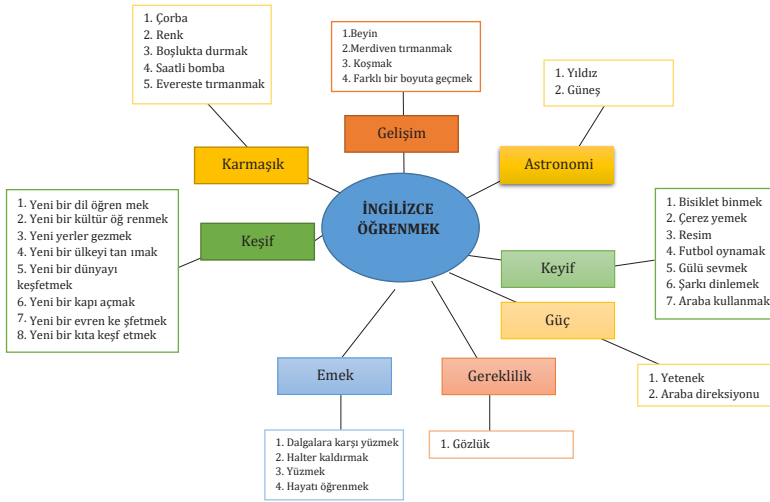 1. Çorba
2. Renk
3. Boşlukta durmak
4. Saatli bomba
5. Evereste tırmanmak
Karmaşık
1.Beyin
2.Merdiven tırmanmak
3. Koşmak
4. Farklı bir boyuta geçmek
Gelişim
1. Yıldız
2. Güneş
Astronomi
İNGİLİZCE
ÖĞRENMEK
1. Yeni bir dil öğren mek
2. Yeni bir kültür öğ renmek
3. Yeni yerler gezmek
4. Yeni bir ülkeyi tan ımak
5. Yeni bir dünyayı
keşfetmek
6. Yeni bir kapı açmak
7. Yeni bir evren ke şfetmek
8. Yeni bir kıta keşf etmek
Keşif
Keyif
1. Bisiklet binmek
2. Çerez yemek
3. Resim
4. Futbol oynamak
5. Gülü sevmek
6. Şarkı dinlemek
7. Araba kullanmak
Güç
1. Yetenek
2. Araba direksiyonu
Emek
1. Dalgalara karşı yüzmek
2. Halter kaldırmak
3. Yüzmek
4. Hayatı öğrenmek
Gereklilik
1. Gözlük